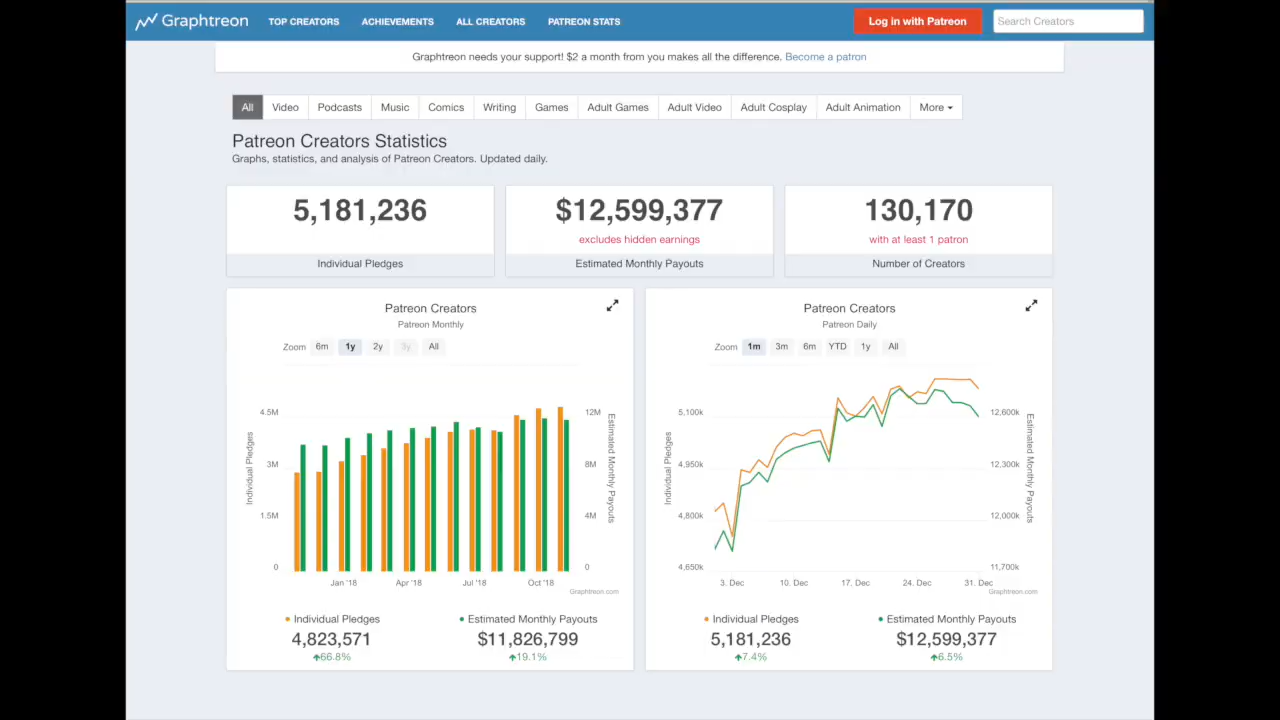 Graphtreon TOP CREATORS ACHIEVEMENTS ALL CREATORS PATREON STATS Log in with Patreon Search Creators
Graphtreon needs your support! $2 a month from you makes all the difference. Become a patron
All Video Podcasts Music Comics Writing Games Adult Games Adult Video Adult Cosplay Adult Animation More
Patreon Creators Statistics
Graphs, statistics, and analysis of Patreon Creators. Updated daily.
5,181,236
Individual Pledges
$12,599,377
excludes hidden earnings
Estimated Monthly Payouts
130,170
with at least 1 patron
Number of Creators
Patreon Creators
Patreon Monthly
Zoom 6m 1y 2y 3y All
Individual Pledges
4.5M
3M
1.5M
0
12M
8M
4M
0
Estimated Monthly Payouts
Jan '18 Apr '18 Jul '18 Oct '18
Graphtreon.com
Individual Pledges
4,823,571
66.8%
Estimated Monthly Payouts
$11,826,799
19.1%
Patreon Creators
Patreon Daily
Zoom 1m 3m 6m YTD 1y All
Individual Pledges
5,100k
4,950k
4,800k
4,650k
12,600k
12,300k
12,000k
11,700k
Estimated Monthly Payouts
3. Dec 10. Dec 17. Dec 24. Dec 31. Dec
Graphtreon.com
Individual Pledges
5,181,236
7.4%
Estimated Monthly Payouts
$12,599,377
6.5%